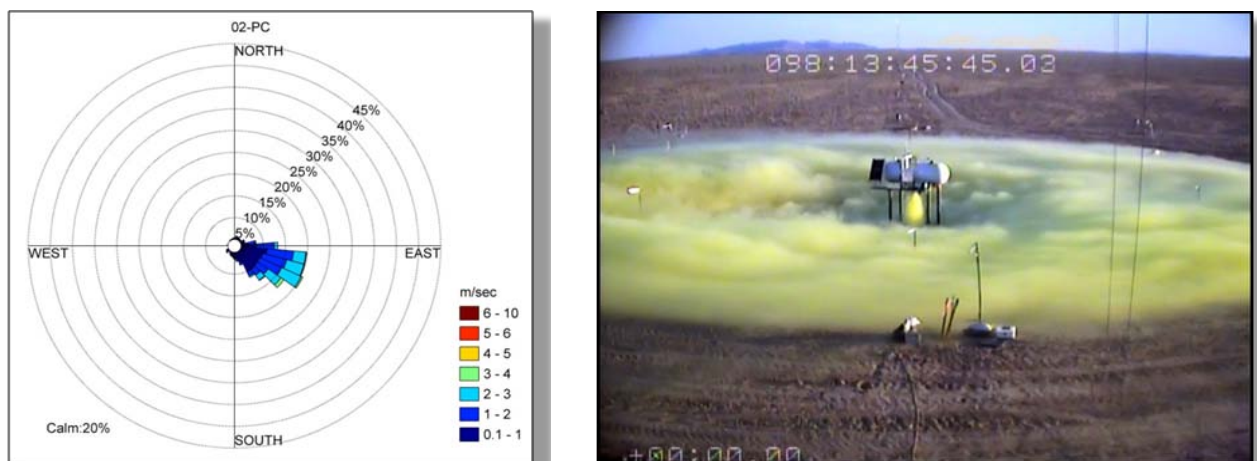 02-PC
NORTH
45%
40%
35%
30%
25%
20%
15%
10%
5%
WEST
EAST
m/sec
6 - 10
5 - 6
4 - 5
3 - 4
2 - 3
1 - 2
0.1 - 1
Calm:20%
SOUTH
098:13:45:45.03
+00:00.00.